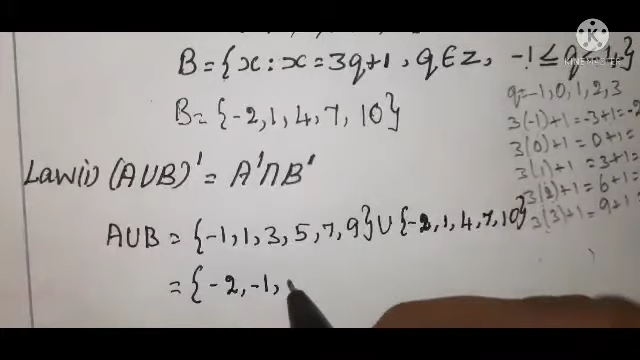 B = {x : x = 3q+1, q ∈ z, -1 ≤ q <
q=-1, 0, 1, 2, 3
B = {-2, 1, 4, 7, 10}
3(-1)+1 = -3+1 = -2
3(0)+1 = 0+1 =
3(1)+1 = 3+1 =
3(2)+1 = 6+1 =
3(3)+1 = 9+1 =
Law i) (A∪B)' = A'∩B'
A∪B = {-1, 1, 3, 5, 7, 9} ∪ {-2, 1, 4, 7, 10}
= {-2, -1,
KINEMASTER